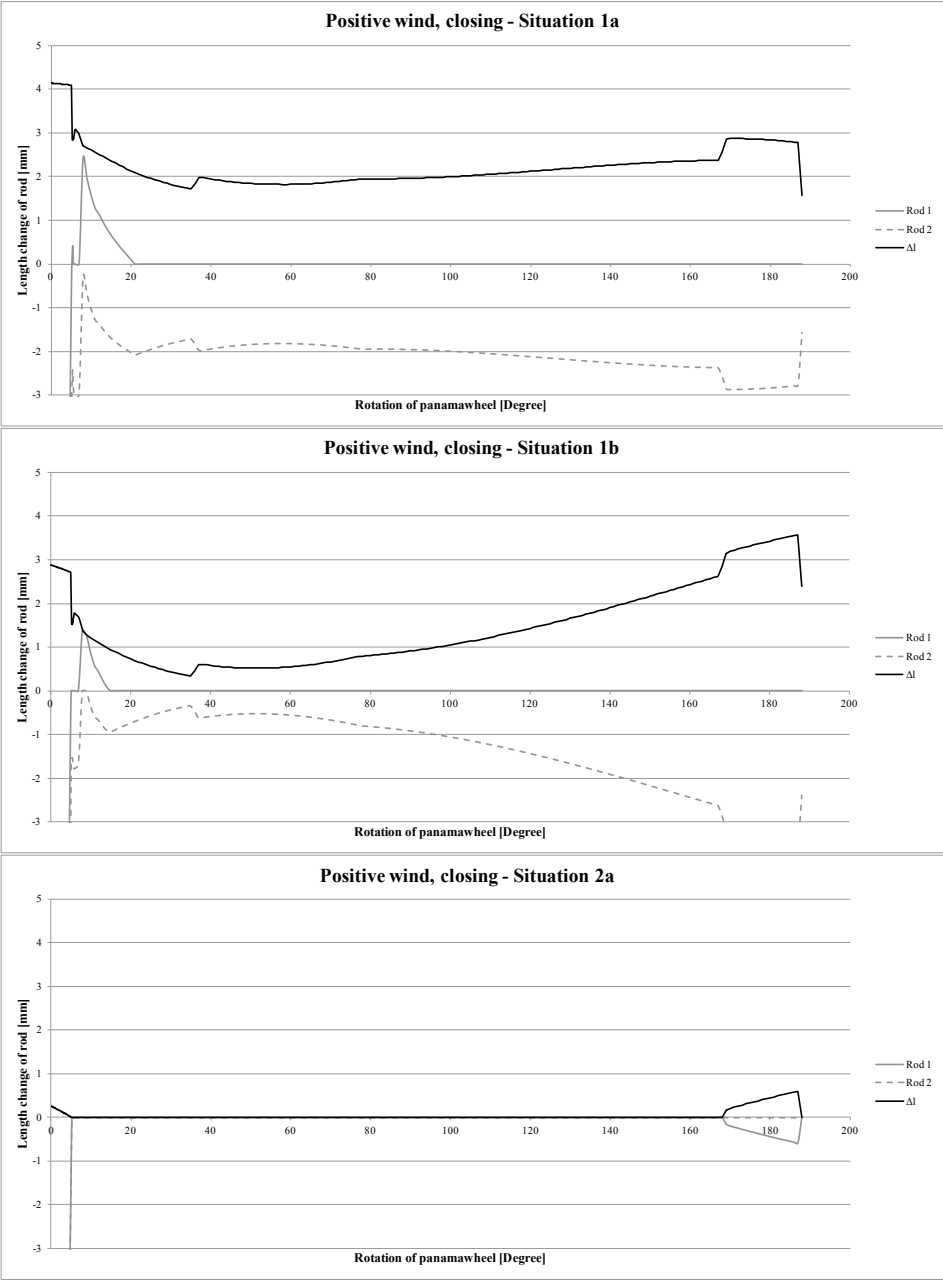 Positive wind, closing - Situation 1a
5
4
3
2
1
0
-1
-2
-3
0 20 40 60 80 100 120 140 160 180 200
Length change of rod [mm]
Rotation of panamawheel [Degree]
Rod 1
Rod 2
Δl
Positive wind, closing - Situation 1b
5
4
3
2
1
0
-1
-2
-3
0 20 40 60 80 100 120 140 160 180 200
Length change of rod [mm]
Rotation of panamawheel [Degree]
Rod 1
Rod 2
Δl
Positive wind, closing - Situation 2a
5
4
3
2
1
0
-1
-2
-3
0 20 40 60 80 100 120 140 160 180 200
Length change of rod [mm]
Rotation of panamawheel [Degree]
Rod 1
Rod 2
Δl